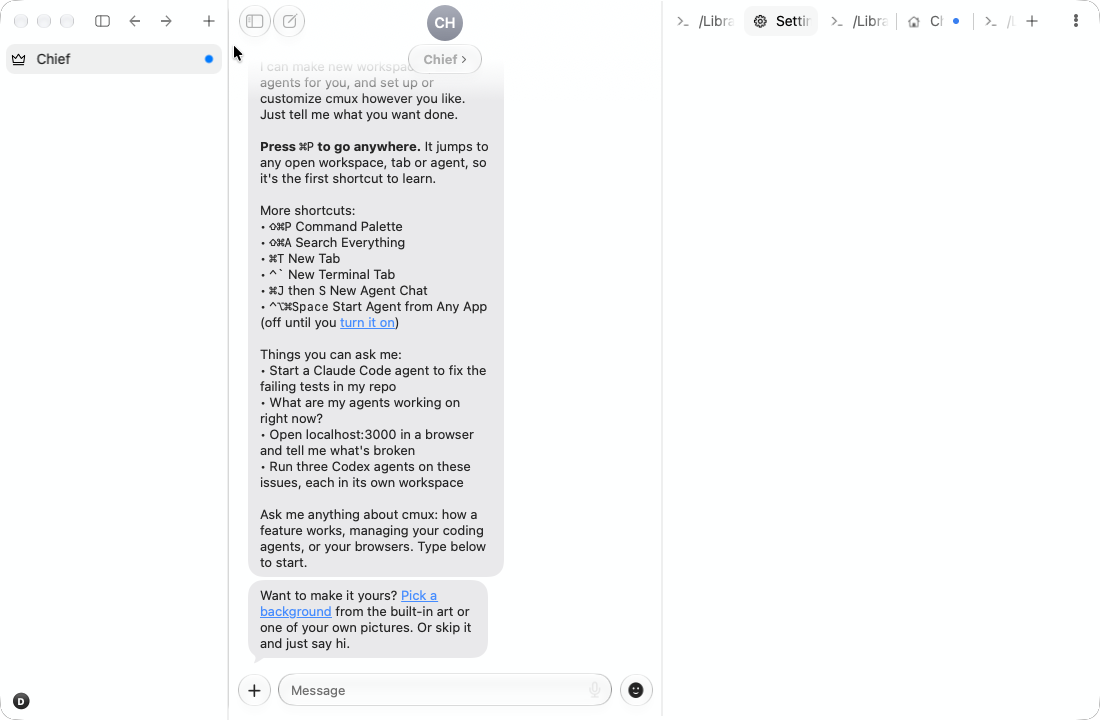 CH
/Libra
Settin
/Libra
Ch
Chief
Chief >
I can make new workspac
agents for you, and set up or
customize cmux however you like.
Just tell me what you want done.
Press ⌘P to go anywhere. It jumps to
any open workspace, tab or agent, so
it's the first shortcut to learn.
More shortcuts:
• ⇧⌘P Command Palette
• ⇧⌘A Search Everything
• ⌘T New Tab
• ^` New Terminal Tab
• ⌘J then S New Agent Chat
• ^⌥⌘Space Start Agent from Any App
(off until you turn it on)
Things you can ask me:
• Start a Claude Code agent to fix the
failing tests in my repo
• What are my agents working on
right now?
• Open localhost:3000 in a browser
and tell me what's broken
• Run three Codex agents on these
issues, each in its own workspace
Ask me anything about cmux: how a
feature works, managing your coding
agents, or your browsers. Type below
to start.
Want to make it yours? Pick a
background from the built-in art or
one of your own pictures. Or skip it
and just say hi.
Message
D